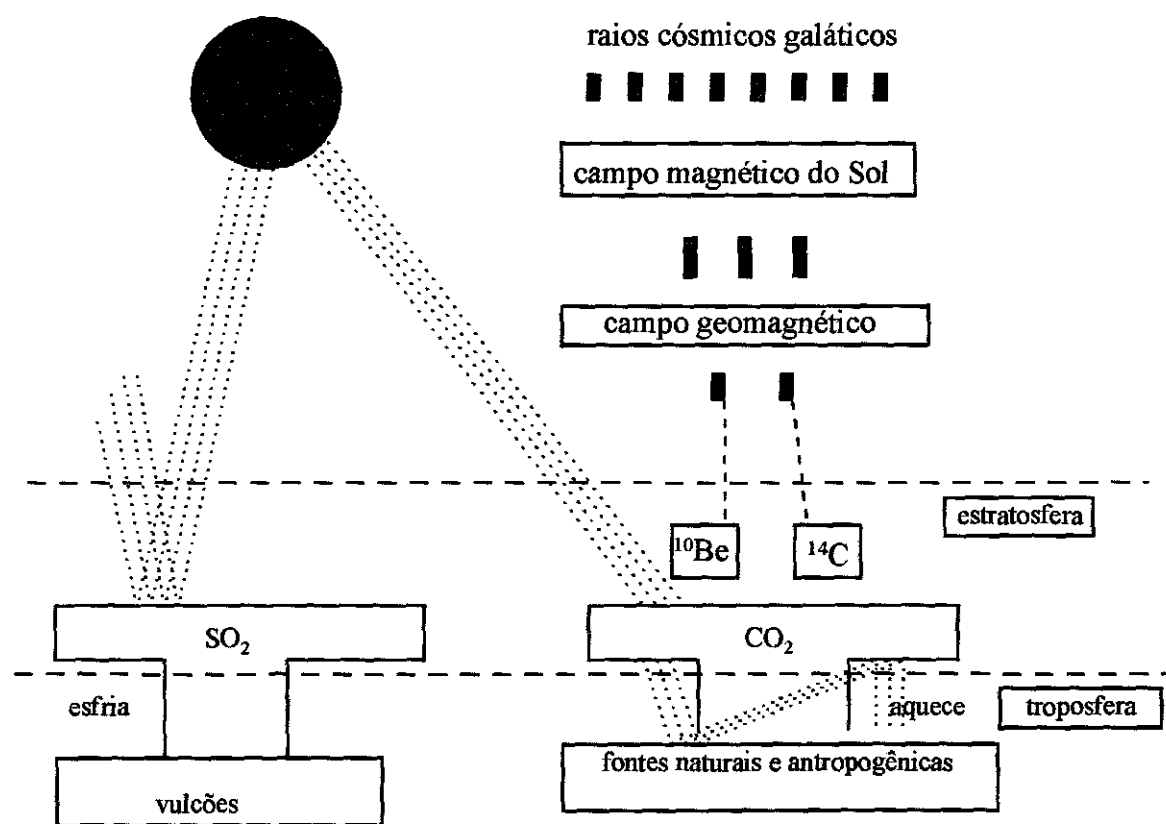 raios cósmicos galáticos
campo magnético do Sol
campo geomagnético
estratosfera
¹⁰Be
¹⁴C
SO₂
CO₂
esfria
aquece
troposfera
fontes naturais e antropogênicas
vulcões